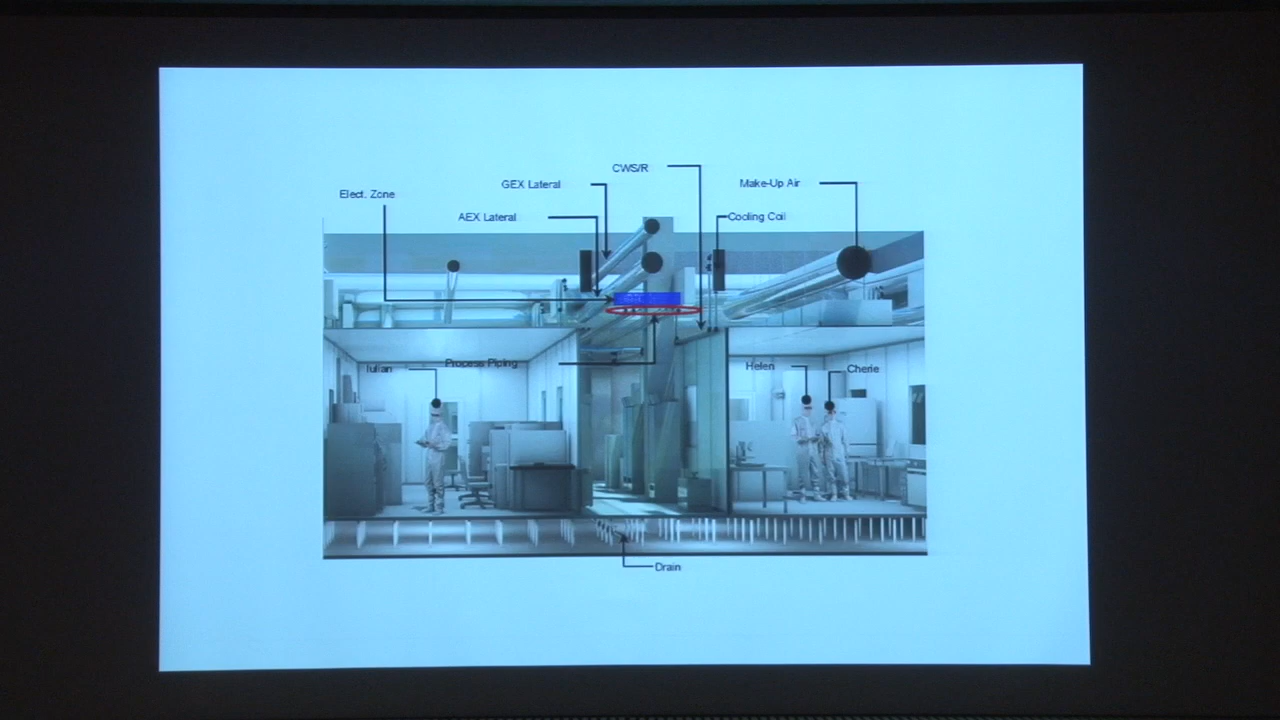 CWS/R
GEX Lateral
Make-Up Air
Elect. Zone
AEX Lateral
Cooling Coil
Process Piping
Iulian
Helen
Cherie
Drain